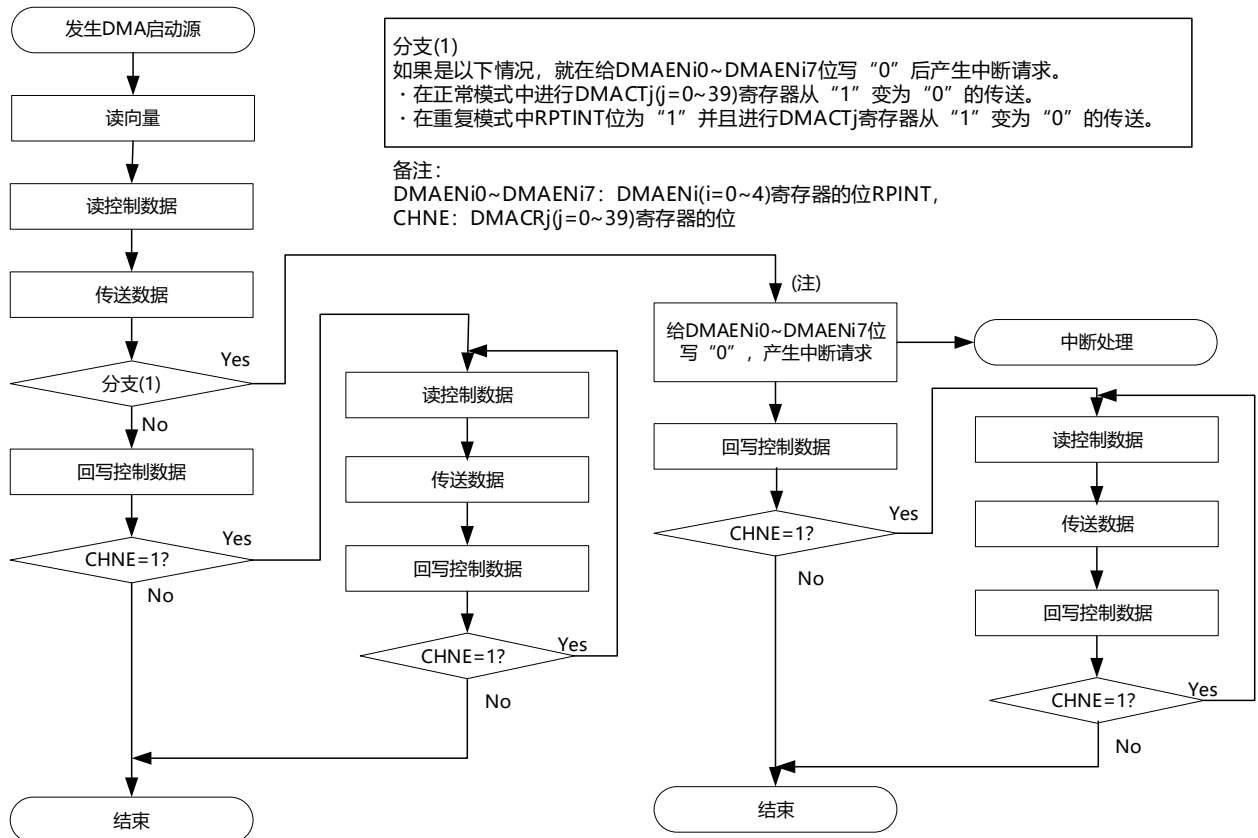 发生DMA启动源
读向量
读控制数据
传送数据
分支(1)
Yes
No
回写控制数据
CHNE=1?
Yes
No
结束
分支(1)
如果是以下情况，就在给DMAENi0~DMAENi7位写“0”后产生中断请求。
·在正常模式中进行DMACTj(j=0~39)寄存器从“1”变为“0”的传送。
·在重复模式中RPTINT位为“1”并且进行DMACTj寄存器从“1”变为“0”的传送。
备注：
DMAENi0~DMAENi7：DMAENi(i=0~4)寄存器的位RPINT，
CHNE：DMACRj(j=0~39)寄存器的位
读控制数据
传送数据
回写控制数据
CHNE=1?
Yes
No
(注)
给DMAENi0~DMAENi7位
写“0”，产生中断请求
中断处理
回写控制数据
CHNE=1?
Yes
No
结束
读控制数据
传送数据
回写控制数据
CHNE=1?
Yes
No